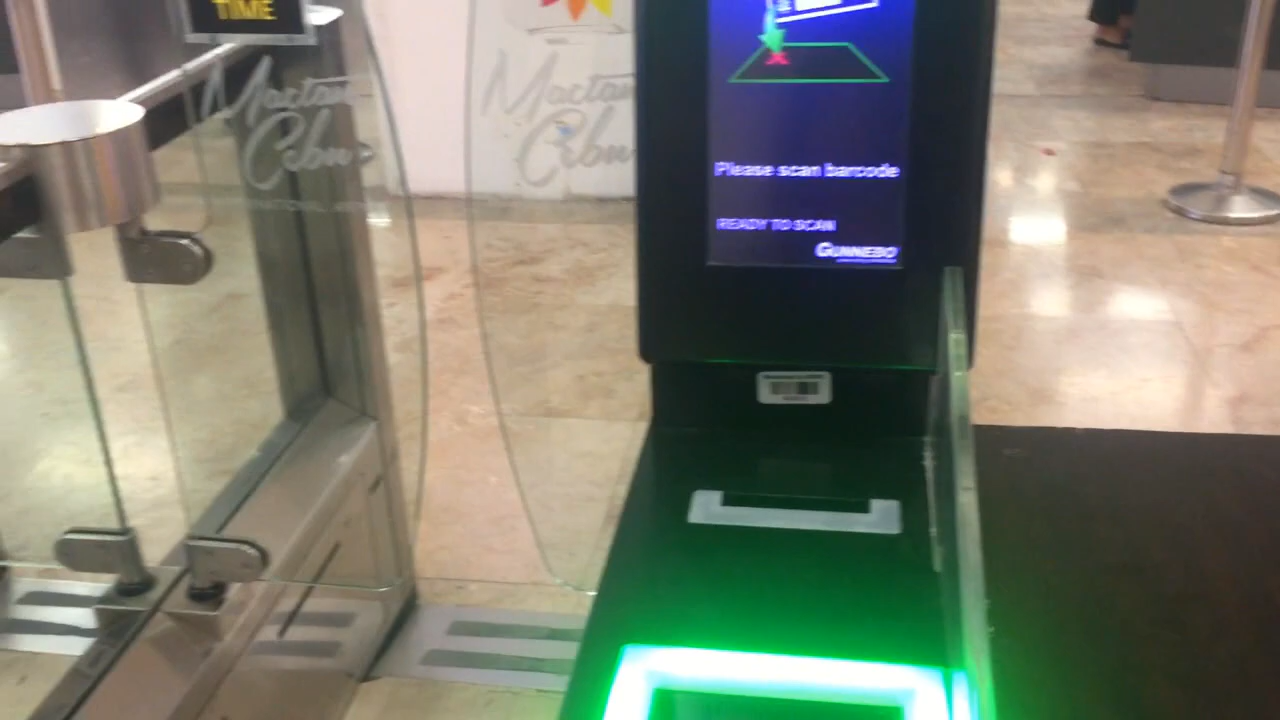 TIME
Mactan
Cebu
Mactan
Cebu
Please scan barcode
READY TO SCAN
GUNNEBO